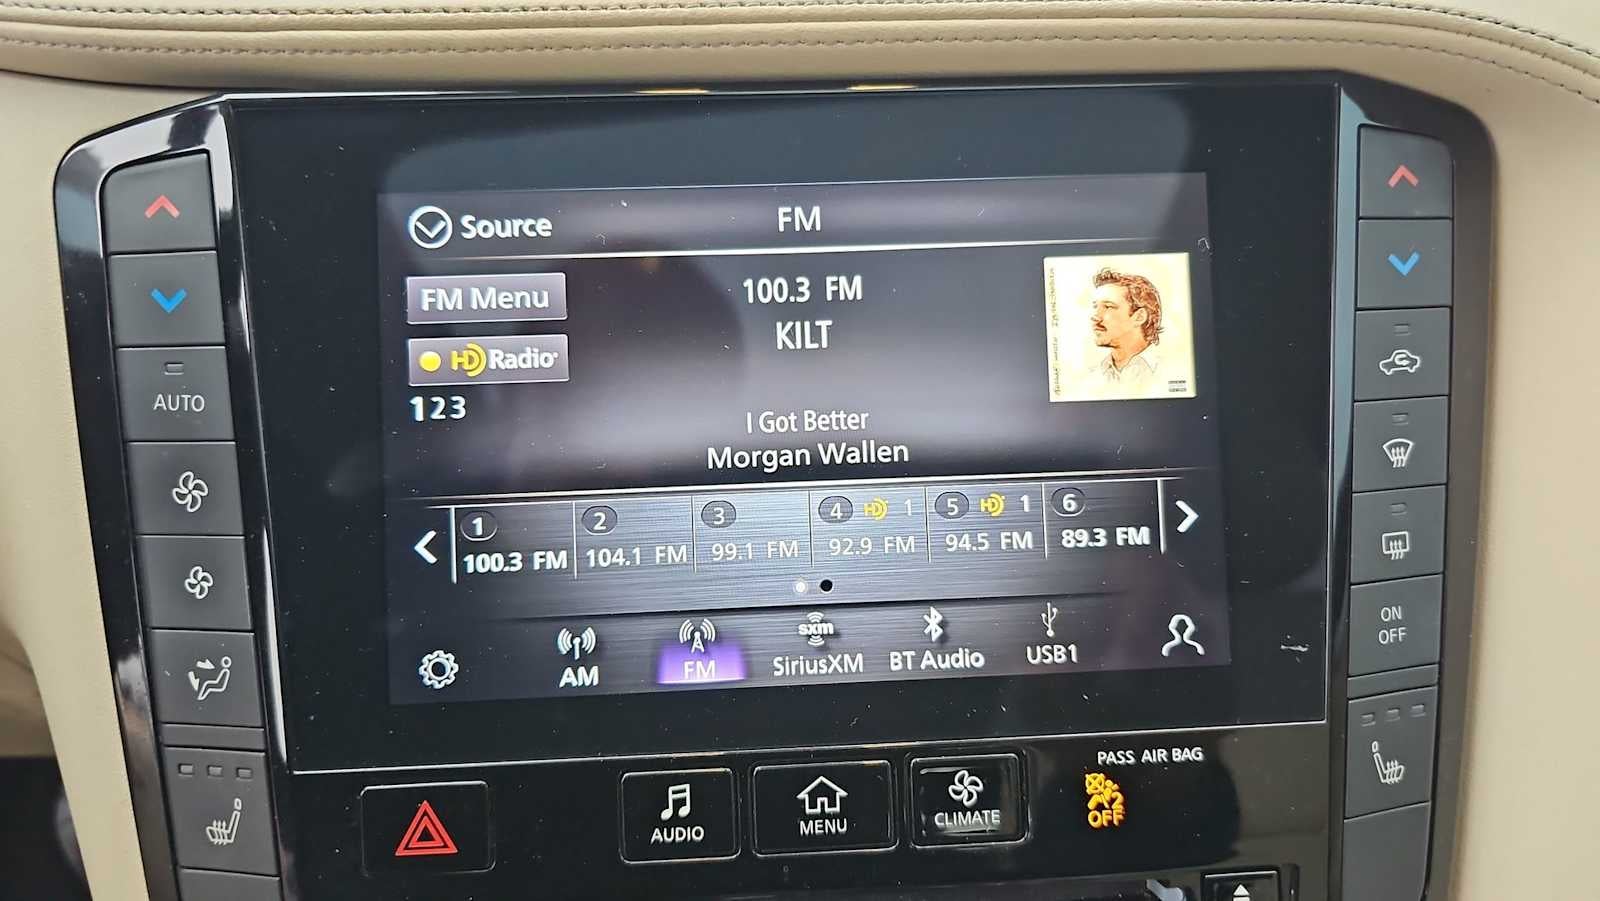 Source
FM
FM Menu
100.3 FM
KILT
HD Radio
123
I Got Better
Morgan Wallen
1 2 3 4 HD 1 5 HD 1 6
100.3 FM 104.1 FM 99.1 FM 92.9 FM 94.5 FM 89.3 FM
AM
FM
sxm
SiriusXM
BT Audio
USB1
AUTO
ON
OFF
PASS AIR BAG
2
OFF
AUDIO
MENU
CLIMATE